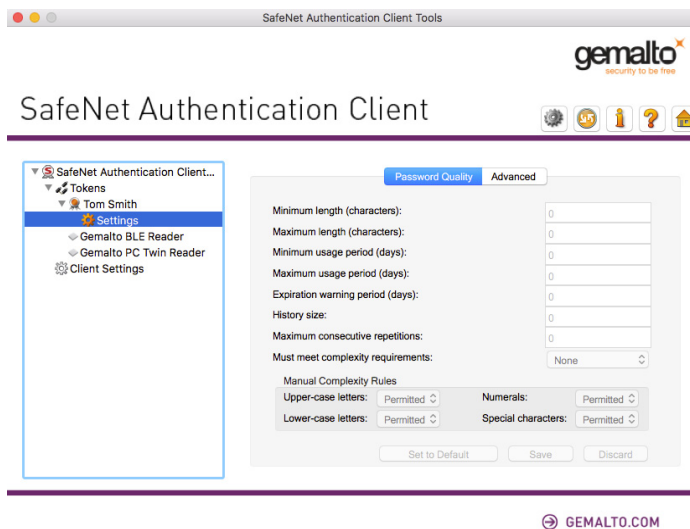 SafeNet Authentication Client Tools
gemalto
security to be free
SafeNet Authentication Client
SafeNet Authentication Client...
Tokens
Tom Smith
Settings
Gemalto BLE Reader
Gemalto PC Twin Reader
Client Settings
Password Quality Advanced
Minimum length (characters): 0
Maximum length (characters): 0
Minimum usage period (days): 0
Maximum usage period (days): 0
Expiration warning period (days): 0
History size: 0
Maximum consecutive repetitions: 0
Must meet complexity requirements: None
Manual Complexity Rules
Upper-case letters: Permitted Numerals: Permitted
Lower-case letters: Permitted Special characters: Permitted
Set to Default Save Discard
GEMALTO.COM